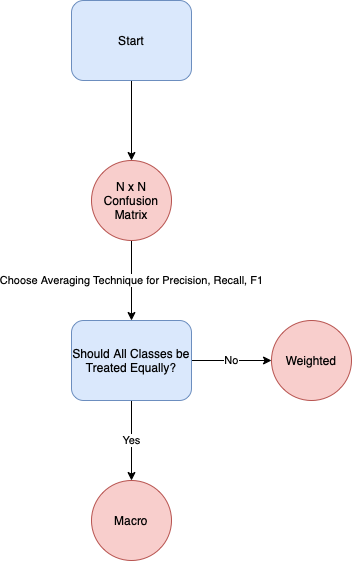 Start
N x N
Confusion
Matrix
Choose Averaging Technique for Precision, Recall, F1
Should All Classes be
Treated Equally?
No
Weighted
Yes
Macro